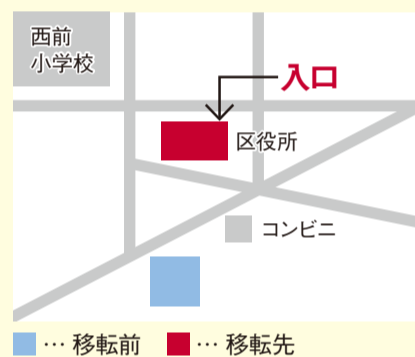 西前
小学校
入口
区役所
コンビニ
… 移転前 … 移転先